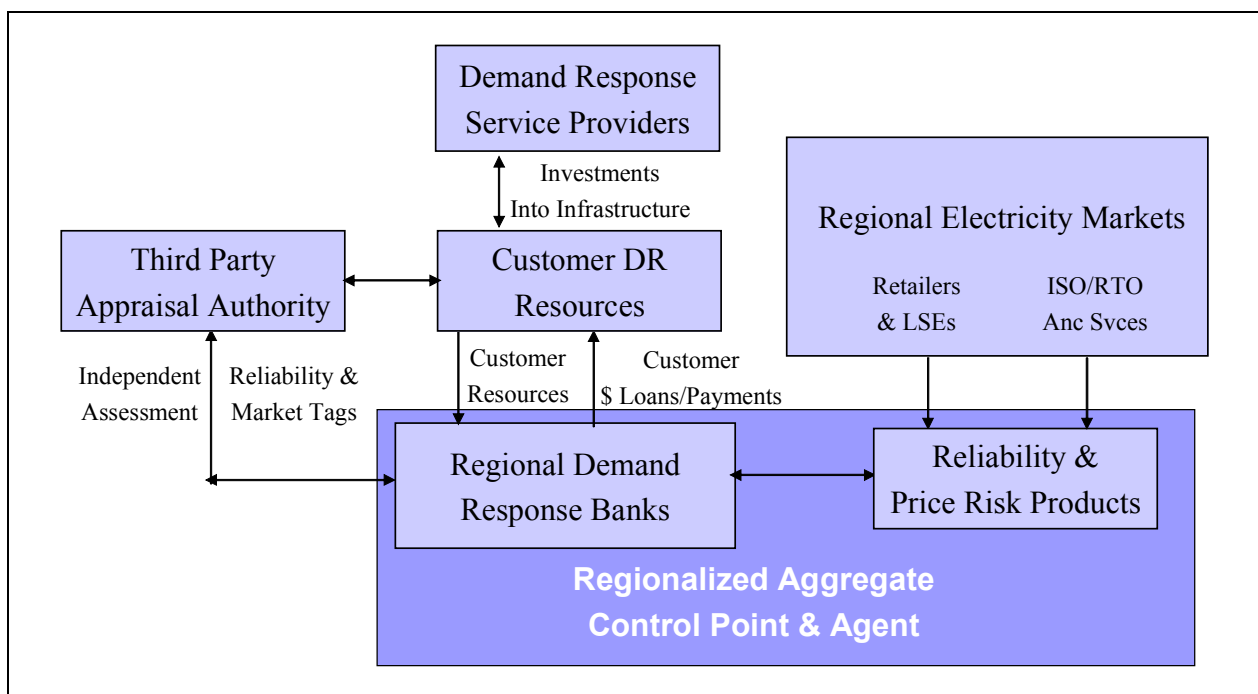 Demand Response
Service Providers
Investments
Into Infrastructure
Regional Electricity Markets
Retailers
& LSEs
ISO/RTO
Anc Svces
Third Party
Appraisal Authority
Customer DR
Resources
Independent
Assessment
Reliability &
Market Tags
Customer
Resources
Customer
$ Loans/Payments
Regional Demand
Response Banks
Reliability &
Price Risk Products
Regionalized Aggregate
Control Point & Agent